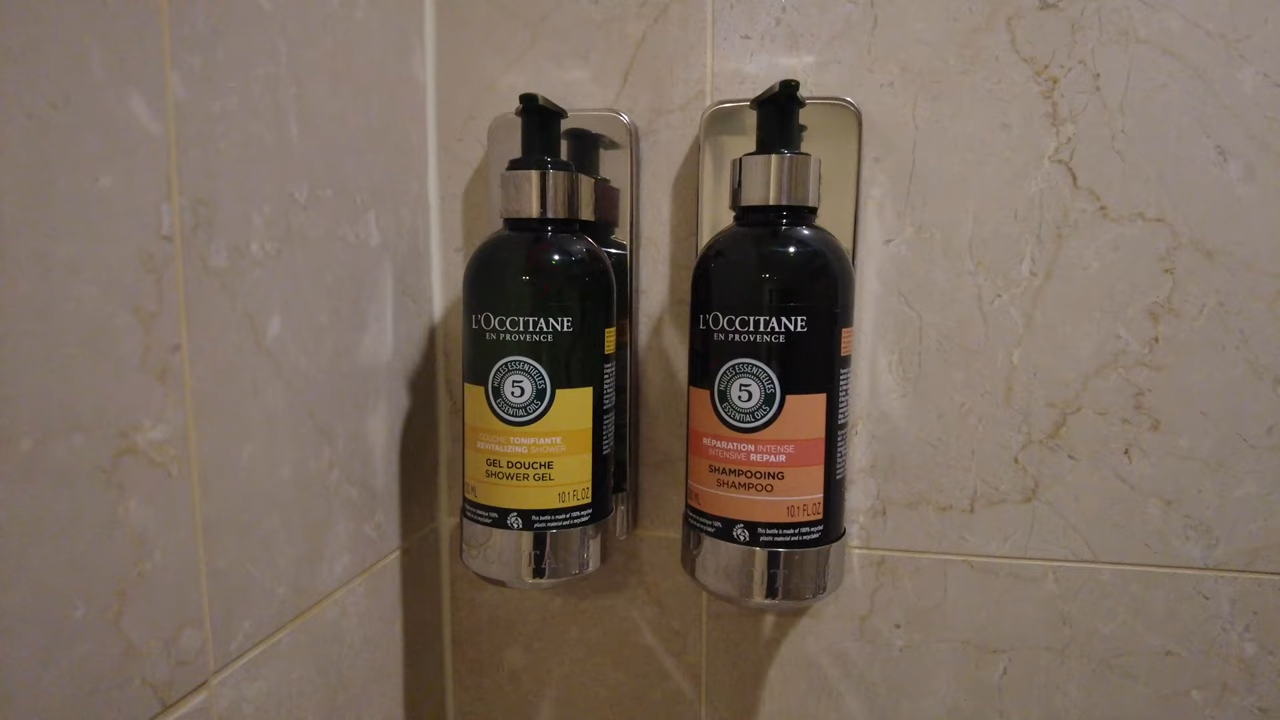 L'OCCITANE
EN PROVENCE
HUILES ESSENTIELLES
5
ESSENTIAL OILS
DOUCHE TONIFIANTE
REVITALIZING SHOWER
GEL DOUCHE
SHOWER GEL
10.1 FL.OZ
This bottle is made of 100% recycled
plastic material and is recyclable*
L'OCCITANE
EN PROVENCE
HUILES ESSENTIELLES
5
ESSENTIAL OILS
RÉPARATION INTENSE
INTENSIVE REPAIR
SHAMPOOING
SHAMPOO
10.1 FL.OZ
This bottle is made of 100% recycled
plastic material and is recyclable*